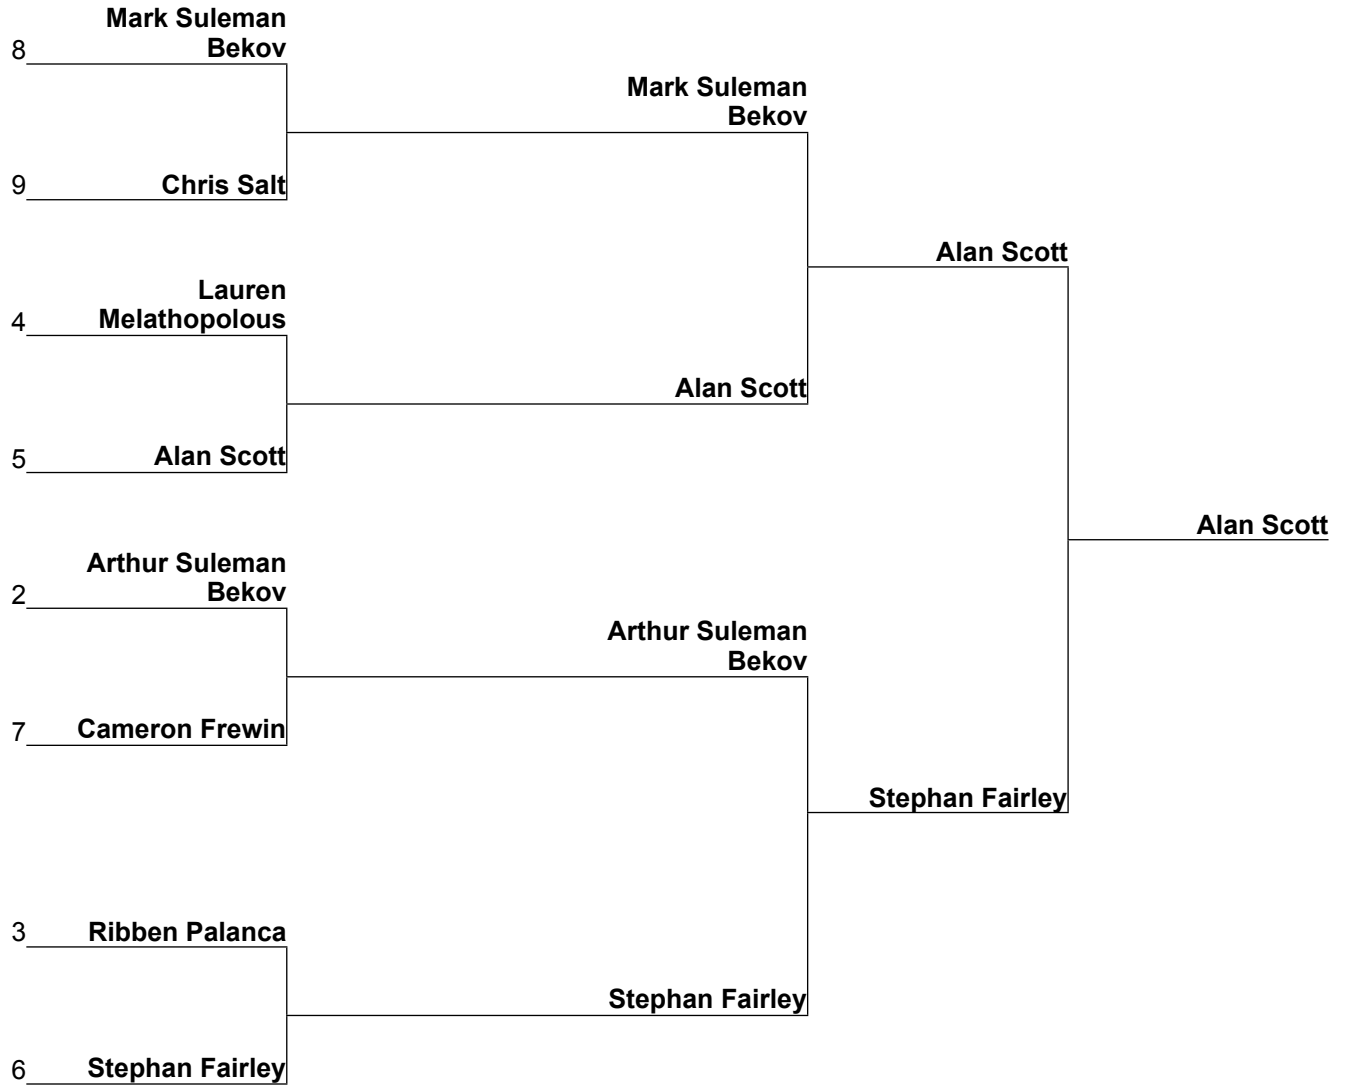 Mark Suleman
8 Bekov
Mark Suleman
Bekov
9 Chris Salt
Alan Scott
Lauren
4 Melathopolous
Alan Scott
5 Alan Scott
Alan Scott
Arthur Suleman
2 Bekov
Arthur Suleman
Bekov
7 Cameron Frewin
Stephan Fairley
3 Ribben Palanca
Stephan Fairley
6 Stephan Fairley